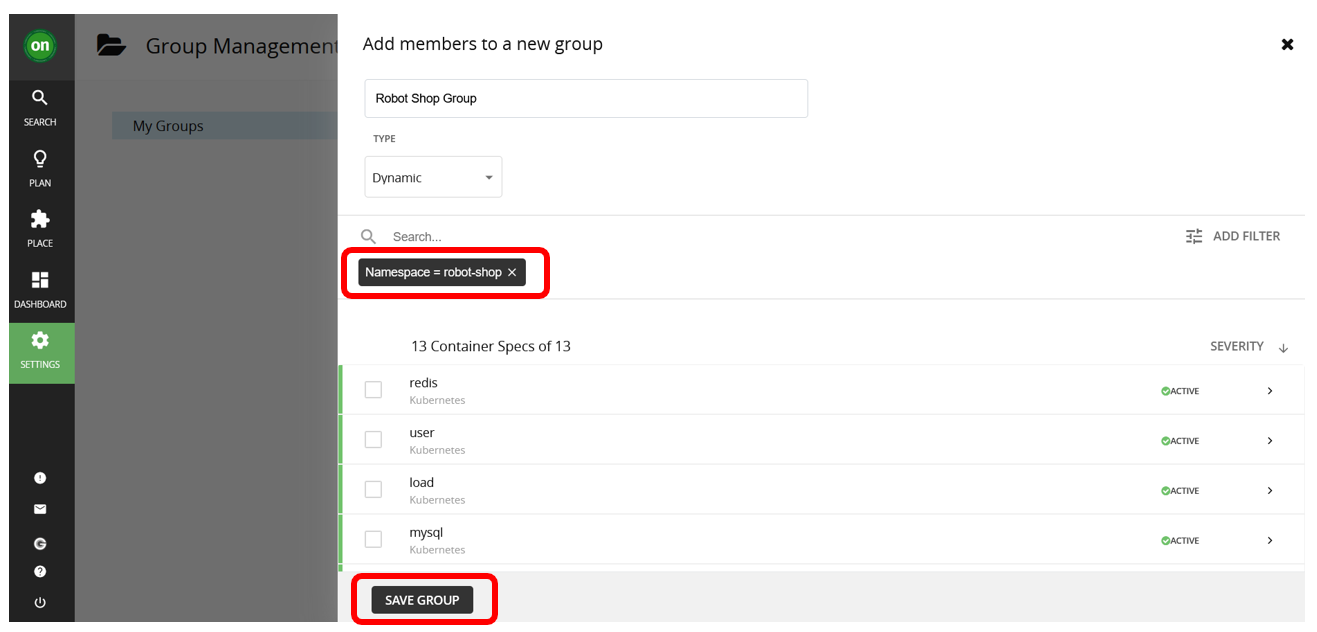 on
Group Management
Add members to a new group
Robot Shop Group
TYPE
Dynamic
SEARCH
PLAN
PLACE
DASHBOARD
SETTINGS
My Groups
Search...
ADD FILTER
Namespace = robot-shop
13 Container Specs of 13
SEVERITY
redis
Kubernetes
ACTIVE
user
Kubernetes
ACTIVE
load
Kubernetes
ACTIVE
mysql
Kubernetes
ACTIVE
SAVE GROUP